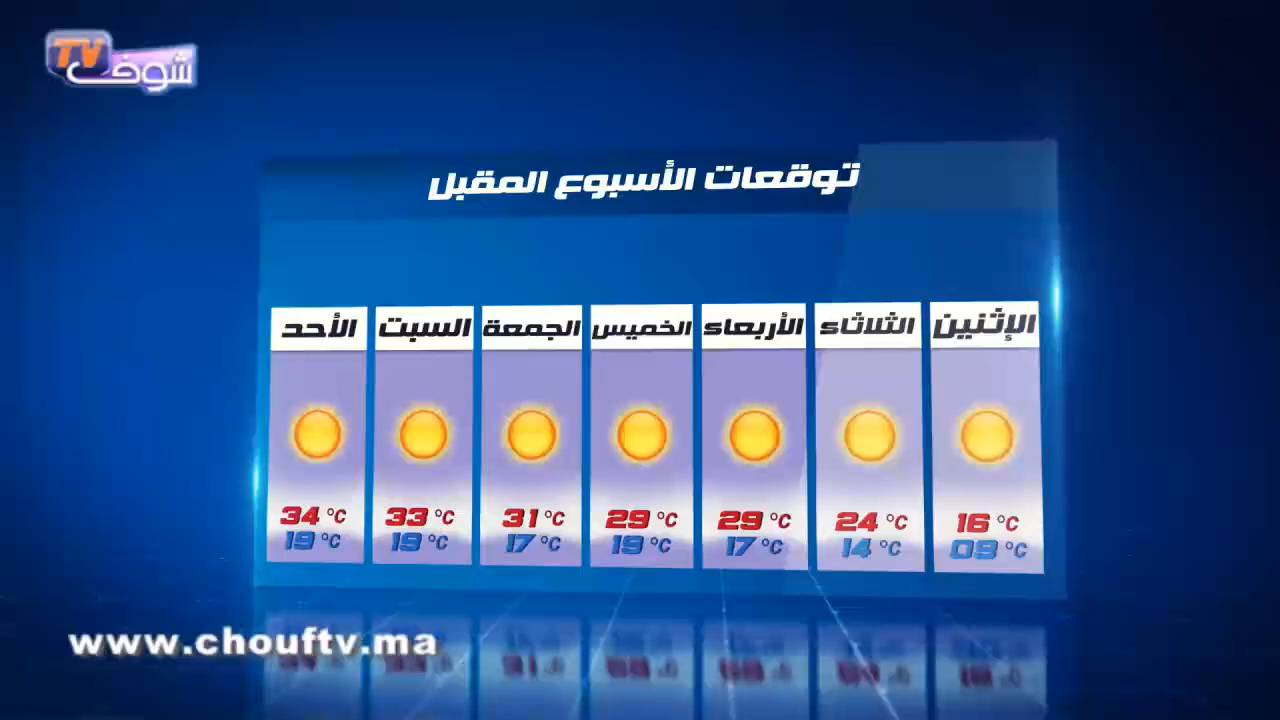 TV شوف
توقعات الأسبوع المقبل
الإثنين الثلاثاء الأربعاء الخميس الجمعة السبت الأحد
16 °C 24 °C 29 °C 29 °C 31 °C 33 °C 34 °C
09 °C 14 °C 17 °C 19 °C 17 °C 19 °C 19 °C
www.chouftv.ma